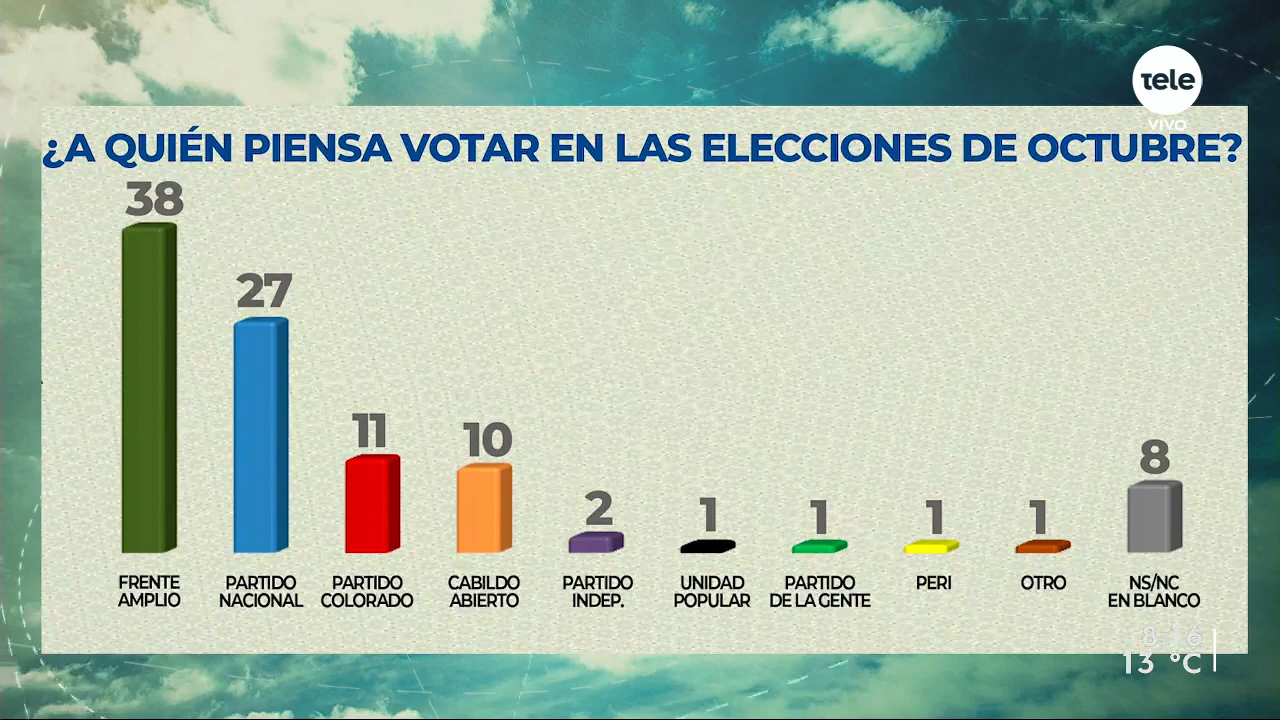 tele
VIVO
¿A QUIÉN PIENSA VOTAR EN LAS ELECCIONES DE OCTUBRE?
38
27
11
10
2
1
1
1
1
8
FRENTE
AMPLIO
PARTIDO
NACIONAL
PARTIDO
COLORADO
CABILDO
ABIERTO
PARTIDO
INDEP.
UNIDAD
POPULAR
PARTIDO
DE LA GENTE
PERI
OTRO
NS/NC
EN BLANCO
13 °C